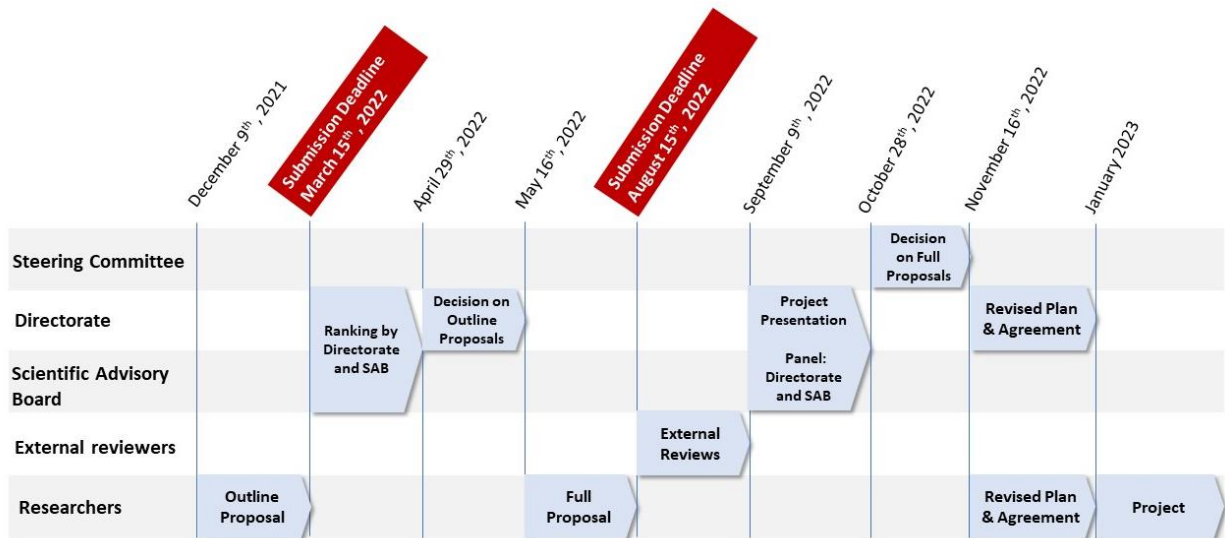 December 9th, 2021
Submission Deadline
March 15th, 2022
April 29th, 2022
May 16th, 2022
Submission Deadline
August 15th, 2022
September 9th, 2022
October 28th, 2022
November 16th, 2022
January 2023
Steering Committee
Decision
on Full
Proposals
Directorate
Ranking by
Directorate
and SAB
Decision on
Outline
Proposals
Project
Presentation
Panel:
Directorate
and SAB
Revised Plan
& Agreement
Scientific Advisory
Board
External reviewers
External
Reviews
Researchers
Outline
Proposal
Full
Proposal
Revised Plan
& Agreement
Project